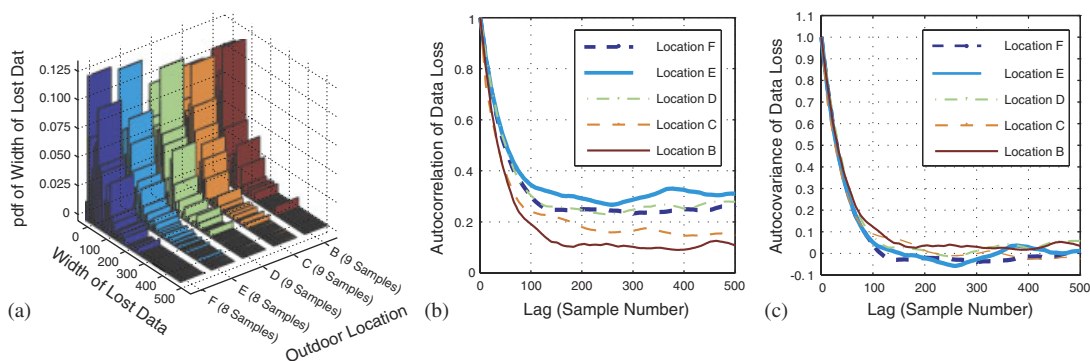 pdf of Width of Lost Dat
0.125
0.100
0.075
0.050
0.025
0
0
100
200
300
400
500
Width of Lost Data
B (9 Samples)
C (9 Samples)
D (9 Samples)
E (8 Samples)
F (8 Samples)
Outdoor Location
(a)
Autocorrelation of Data Loss
1
0.8
0.6
0.4
0.2
0
0
100
200
300
400
500
Lag (Sample Number)
Location F
Location E
Location D
Location C
Location B
(b)
Autocovariance of Data Loss
1.1
1.0
0.9
0.8
0.7
0.6
0.5
0.4
0.3
0.2
0.1
0
-0.1
0
100
200
300
400
500
Lag (Sample Number)
Location F
Location E
Location D
Location C
Location B
(c)